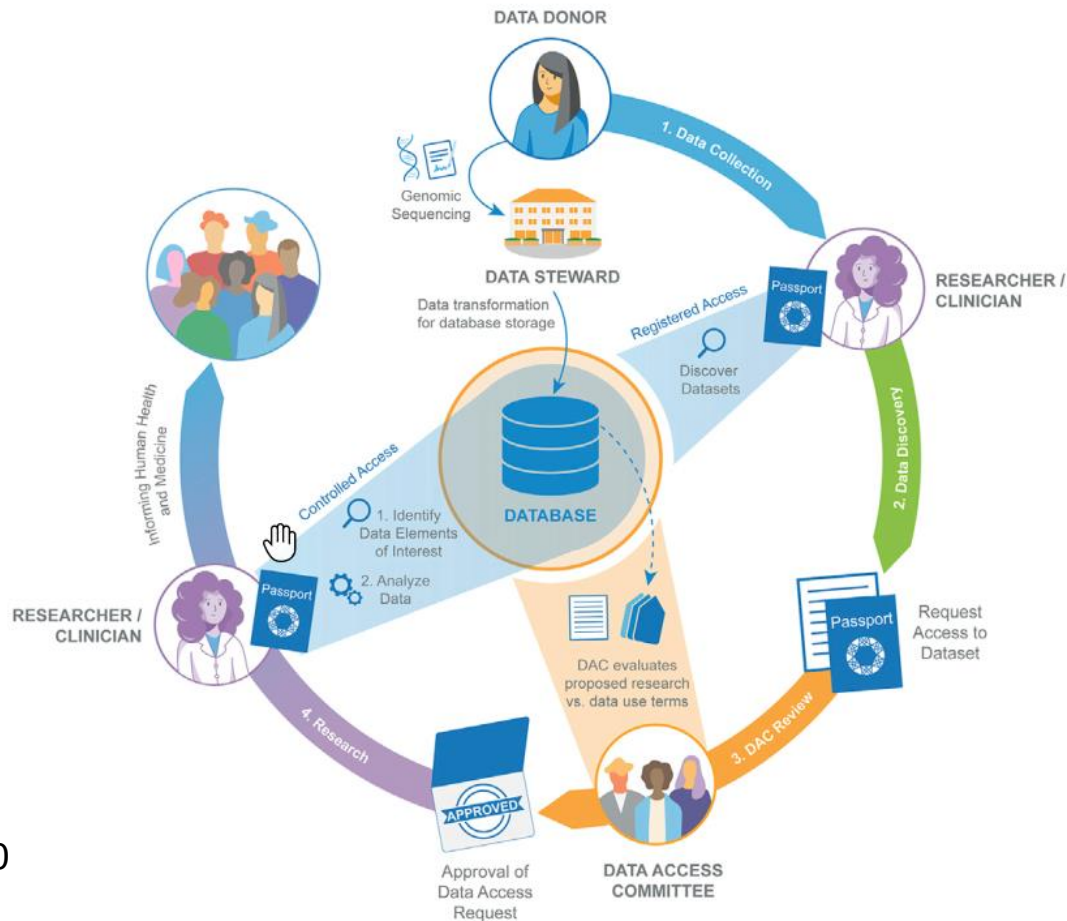 DATA DONOR
1. Data Collection
Genomic
Sequencing
DATA STEWARD
Data transformation
for database storage
Registered Access
Passport
RESEARCHER /
CLINICIAN
Discover
Datasets
2. Data Discovery
Informing Human Health
and Medicine
Controlled Access
DATABASE
1. Identify
Data Elements
of Interest
2. Analyze
Data
Passport
RESEARCHER /
CLINICIAN
Passport
Request
Access to
Dataset
DAC evaluates
proposed research
vs. data use terms
3. DAC Review
4. Research
APPROVED
Approval of
Data Access
Request
DATA ACCESS
COMMITTEE
0